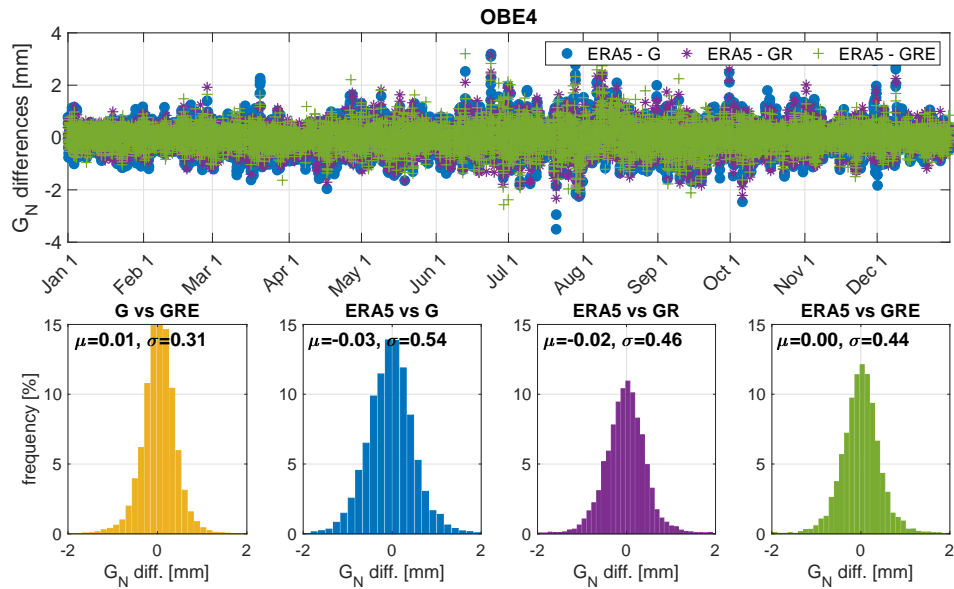 OBE4
G_N differences [mm]
4
2
0
-2
-4
ERA5 - G
ERA5 - GR
ERA5 - GRE
Jan 1
Feb 1
Mar 1
Apr 1
May 1
Jun 1
Jul 1
Aug 1
Sep 1
Oct 1
Nov 1
Dec 1
G vs GRE
μ=0.01, σ=0.31
frequency [%]
15
10
5
0
-2
0
2
G_N diff. [mm]
ERA5 vs G
μ=-0.03, σ=0.54
15
10
5
0
-2
0
2
G_N diff. [mm]
ERA5 vs GR
μ=-0.02, σ=0.46
15
10
5
0
-2
0
2
G_N diff. [mm]
ERA5 vs GRE
μ=0.00, σ=0.44
15
10
5
0
-2
0
2
G_N diff. [mm]